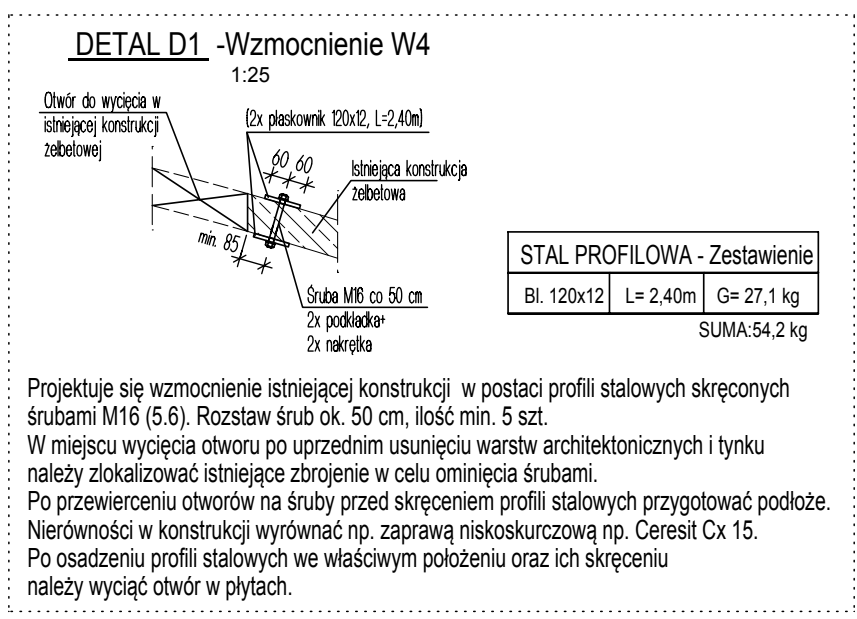 DETAL D1 -Wzmocnienie W4
1:25
Otwór do wycięcia w
istniejącej konstrukcji
żelbetowej
(2x płaskownik 120x12, L=2,40m)
60 60
Istniejąca konstrukcja
żelbetowa
min. 85
Śruba M16 co 50 cm
2x podkładka+
2x nakrętka
STAL PROFILOWA - Zestawienie
Bl. 120x12 L= 2,40m G= 27,1 kg
SUMA:54,2 kg
Projektuje się wzmocnienie istniejącej konstrukcji w postaci profili stalowych skręconych
śrubami M16 (5.6). Rozstaw śrub ok. 50 cm, ilość min. 5 szt.
W miejscu wycięcia otworu po uprzednim usunięciu warstw architektonicznych i tynku
należy zlokalizować istniejące zbrojenie w celu ominięcia śrubami.
Po przewierceniu otworów na śruby przed skręceniem profili stalowych przygotować podłoże.
Nierówności w konstrukcji wyrównać np. zaprawą niskoskurczową np. Ceresit Cx 15.
Po osadzeniu profili stalowych we właściwym położeniu oraz ich skręceniu
należy wyciąć otwór w płytach.